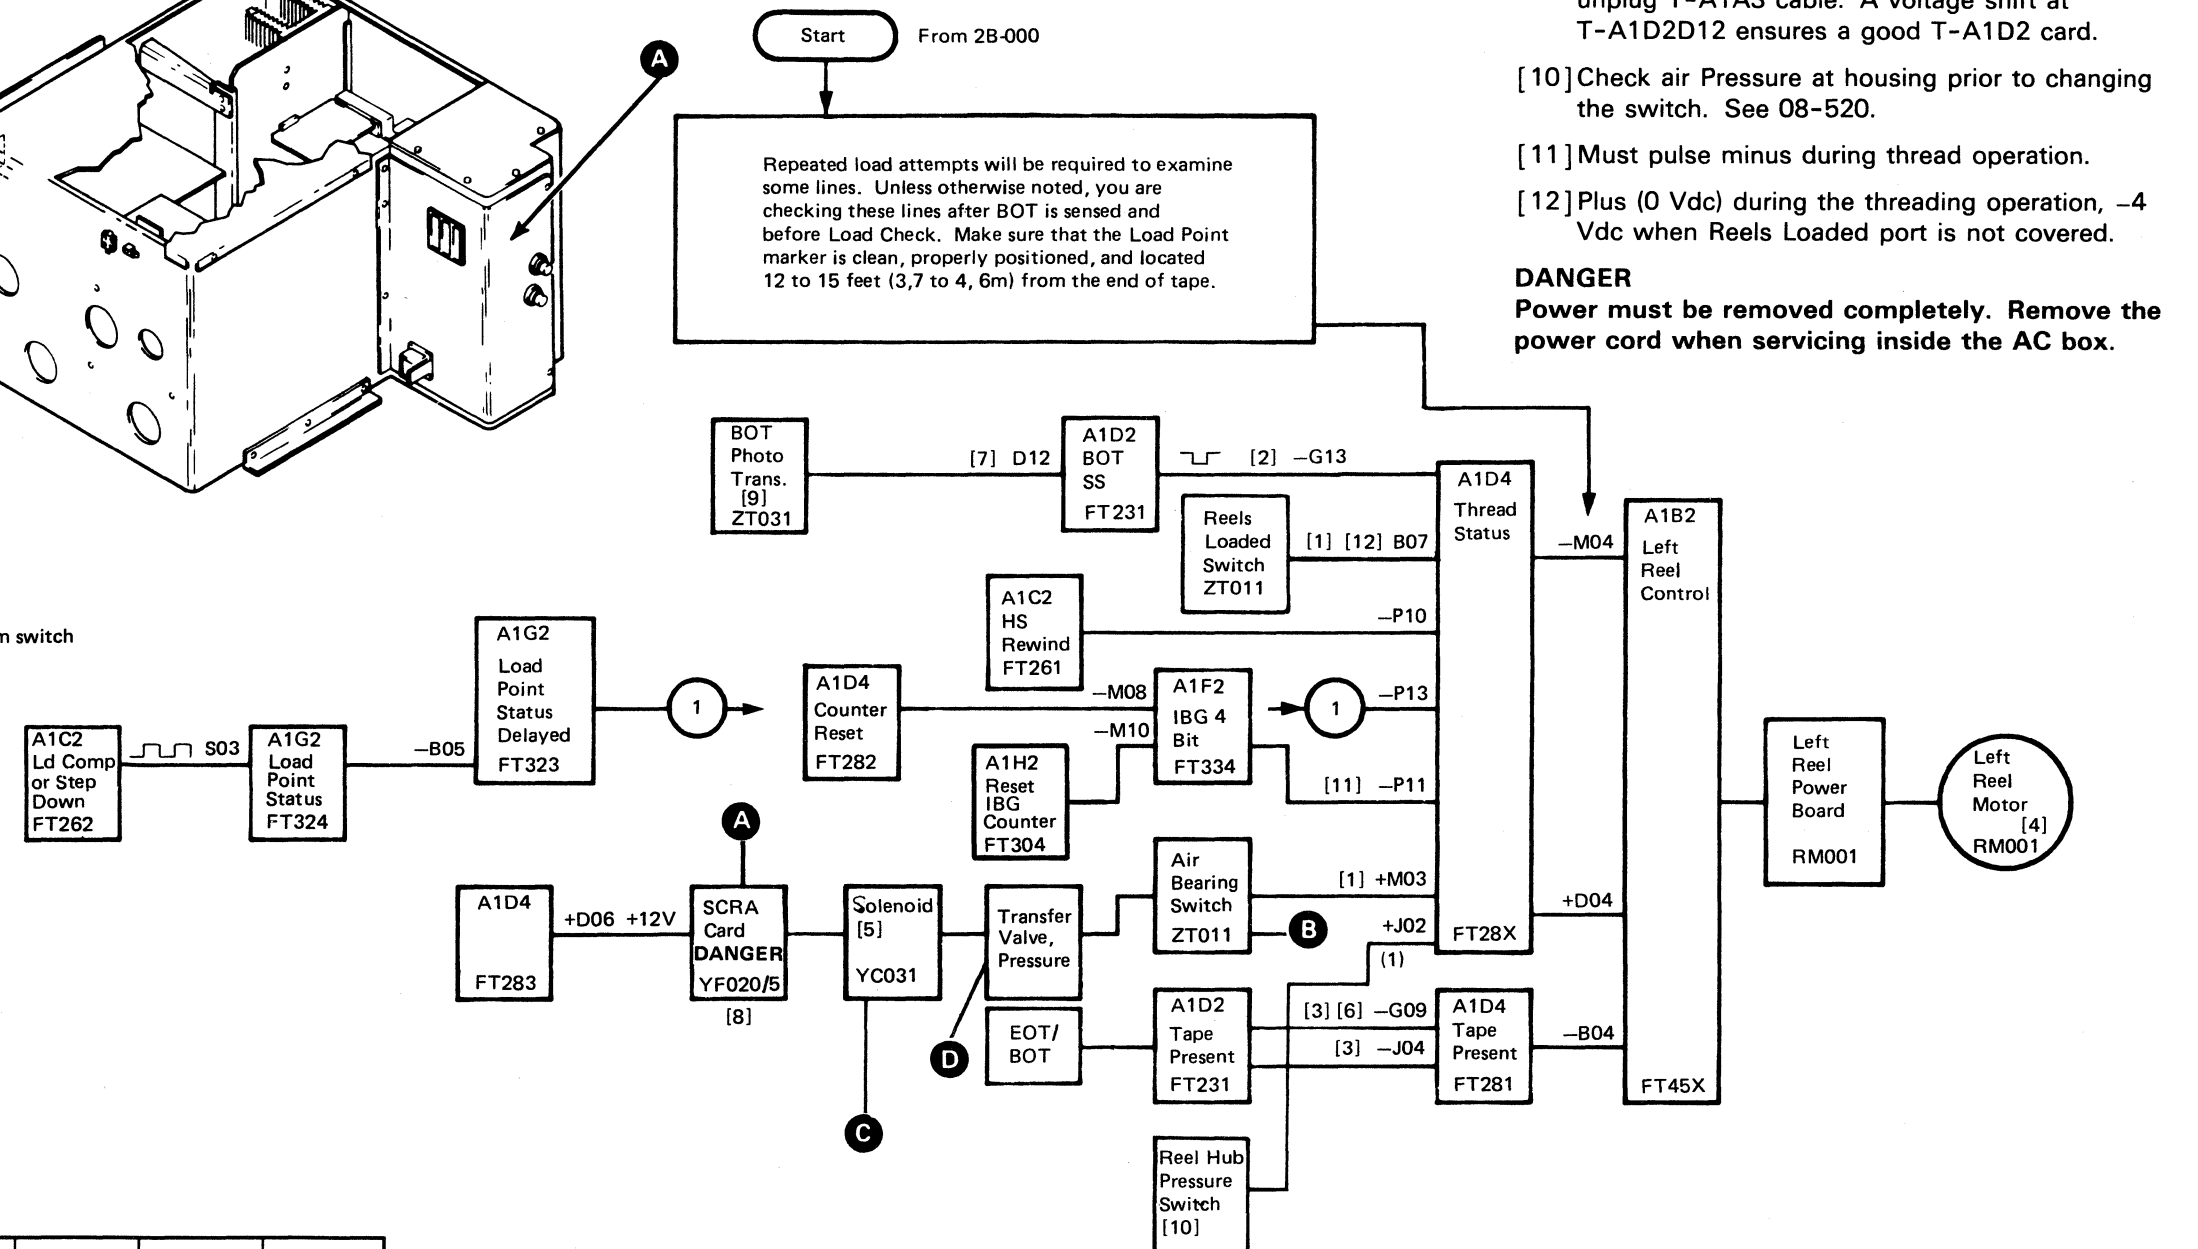 Start
From 2B-000
A
Repeated load attempts will be required to examine
some lines. Unless otherwise noted, you are
checking these lines after BOT is sensed and
before Load Check. Make sure that the Load Point
marker is clean, properly positioned, and located
12 to 15 feet (3,7 to 4, 6m) from the end of tape.
unplug T-A1A3 cable. A voltage shift at
T-A1D2D12 ensures a good T-A1D2 card.
[10] Check air Pressure at housing prior to changing
the switch. See 08-520.
[11] Must pulse minus during thread operation.
[12] Plus (0 Vdc) during the threading operation, –4
Vdc when Reels Loaded port is not covered.
DANGER
Power must be removed completely. Remove the
power cord when servicing inside the AC box.
BOT
Photo
Trans.
[9]
ZT031
[7] D12
A1D2
BOT
SS
FT231
[2] –G13
Reels
Loaded
Switch
ZT011
[1] [12] B07
A1D4
Thread
Status
FT28X
–M04
A1B2
Left
Reel
Control
FT45X
m switch
A1C2
HS
Rewind
FT261
–P10
A1G2
Load
Point
Status
Delayed
FT323
1
A1D4
Counter
Reset
FT282
–M08
–M10
A1F2
IBG 4
Bit
FT334
1
–P13
[11] –P11
A1C2
Ld Comp
or Step
Down
FT262
S03
A1G2
Load
Point
Status
FT324
–B05
A1H2
Reset
IBG
Counter
FT304
Left
Reel
Power
Board
RM001
Left
Reel
Motor
[4]
RM001
A
A1D4
FT283
+D06 +12V
SCRA
Card
DANGER
YF020/5
[8]
Solenoid
[5]
YC031
Transfer
Valve,
Pressure
Air
Bearing
Switch
ZT011
[1] +M03
B
+J02
(1)
+D04
C
D
EOT/
BOT
A1D2
Tape
Present
FT231
[3] [6] –G09
[3] –J04
A1D4
Tape
Present
FT281
–B04
Reel Hub
Pressure
Switch
[10]